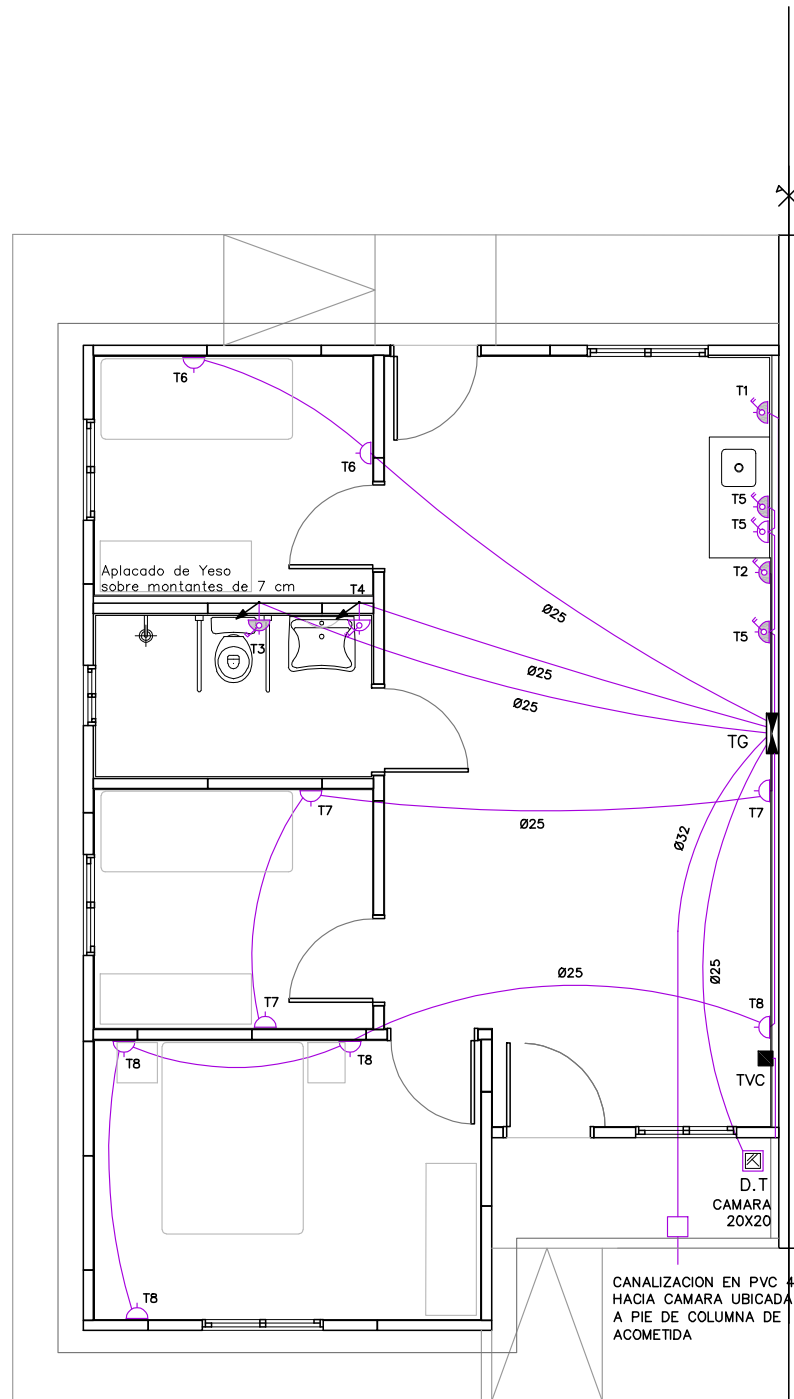 T6
T1
T6
T5
T5
Aplacado de Yeso
sobre montantes de 7 cm
T2
T4
Ø25
T3
T5
Ø25
Ø25
TG
T7
T7
Ø25
Ø32
Ø25
Ø25
T7
T8
T8
T8
TVC
D.T
CAMARA
20X20
CANALIZACION EN PVC 4
HACIA CAMARA UBICADA
A PIE DE COLUMNA DE
ACOMETIDA
T8